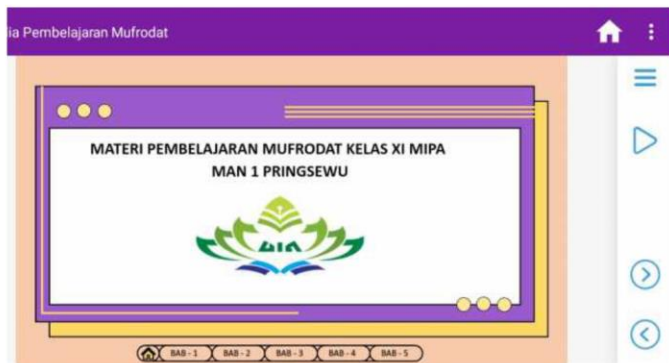 ia Pembelajaran Mufrodat
MATERI PEMBELAJARAN MUFRODAT KELAS XI MIPA
MAN 1 PRINGSEWU
BAB - 1 BAB - 2 BAB - 3 BAB - 4 BAB - 5